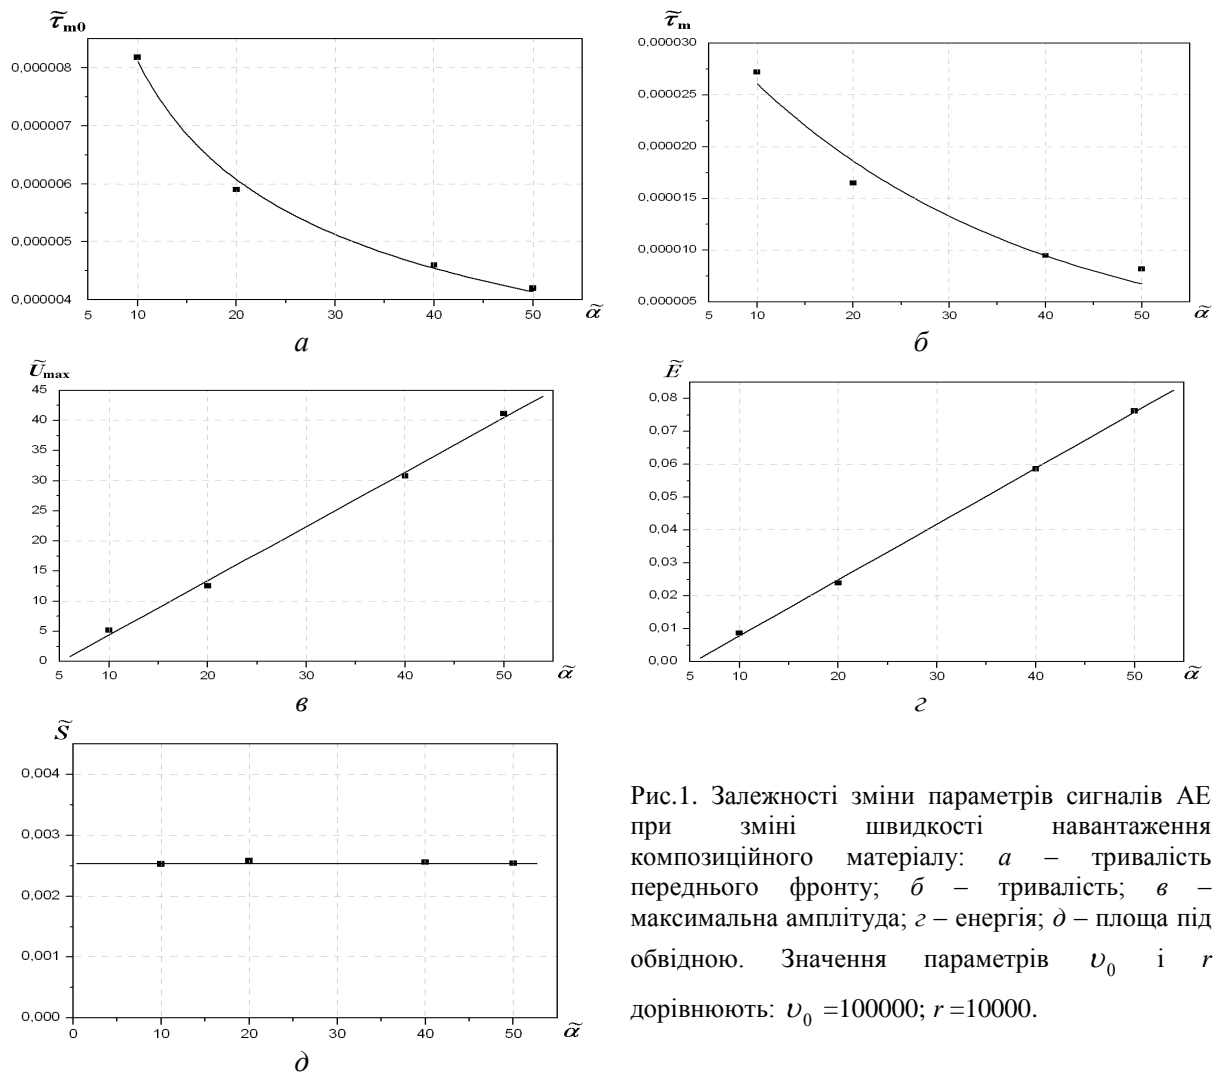 τ̃m0
0,000008
0,000007
0,000006
0,000005
0,000004
5 10 20 30 40 50 α̃
а
τ̃m
0,000030
0,000025
0,000020
0,000015
0,000010
0,000005
5 10 20 30 40 50 α̃
б
Ũmax
45
40
35
30
25
20
15
10
5
0
5 10 20 30 40 50 α̃
в
Ẽ
0,08
0,06
0,05
0,04
0,03
0,02
0,01
0,00
5 10 20 30 40 50 α̃
г
S̃
0,004
0,003
0,002
0,001
0,000
0 10 20 30 40 50 α̃
д
Рис.1. Залежності зміни параметрів сигналів АЕ
при зміні швидкості навантаження
композиційного матеріалу: а – тривалість
переднього фронту; б – тривалість; в –
максимальна амплітуда; г – енергія; д – площа під
обвідною. Значення параметрів υ0 і r
дорівнюють: υ0 =100000; r =10000.